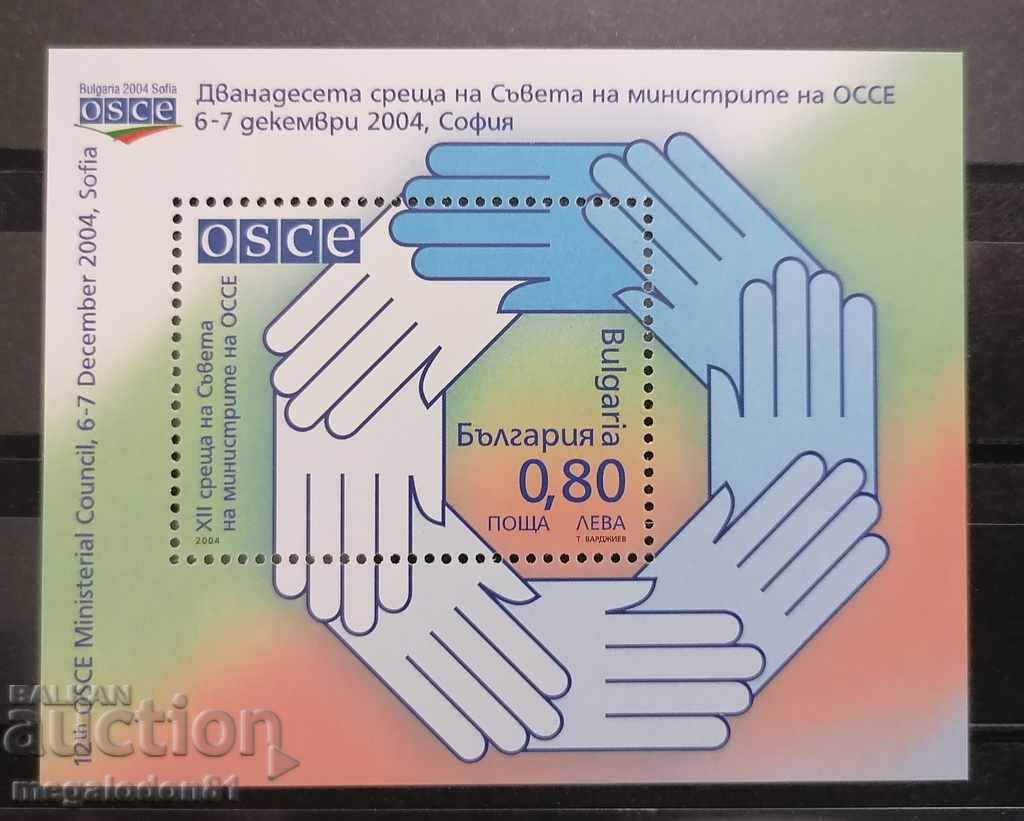 Bulgaria 2004 Sofia
OSCE
Дванадесета среща на Съвета на министрите на ОССЕ
6-7 декември 2004, София
12th OSCE Ministerial Council, 6-7 December 2004, Sofia
OSCE
XII среща на Съвета
на министрите на ОССЕ
2004
Bulgaria
България
0,80
ПОЩА ЛЕВА
Т. ВАРДЖИЕВ
BALKAN
auction
megalodon81